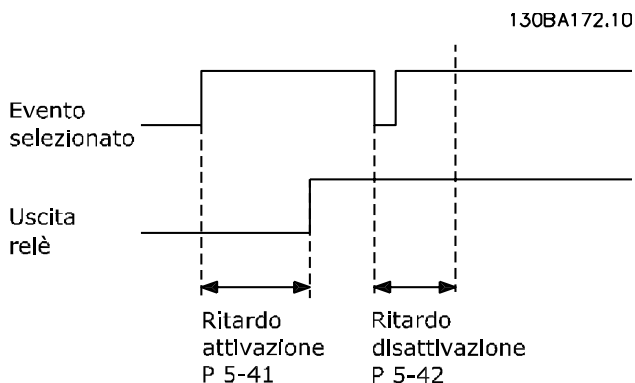 130BA172.10
Evento
selezionato
Uscita
relè
Ritardo
attivazione
P 5-41
Ritardo
disattivazione
P 5-42